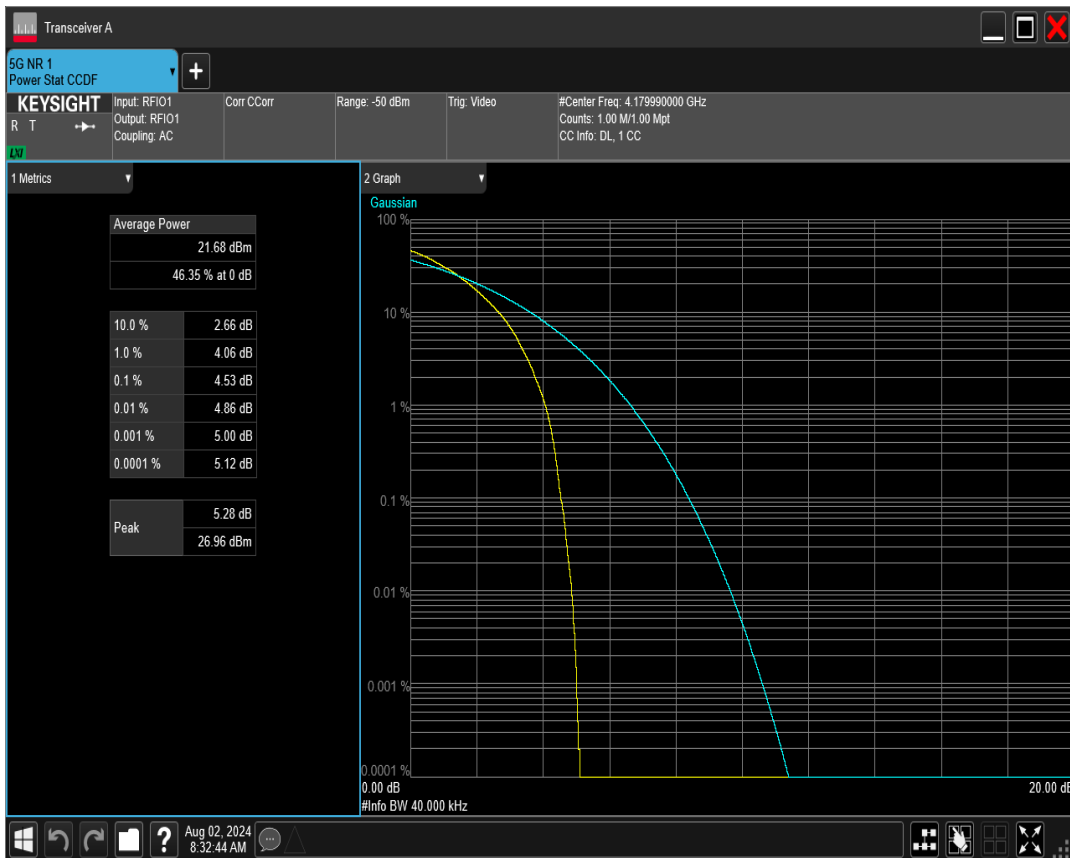 Transceiver A
5G NR 1
Power Stat CCDF
KEYSIGHT
R T
LXI
Input: RFIO1
Output: RFIO1
Coupling: AC
Corr CCorr
Range: -50 dBm
Trig: Video
#Center Freq: 4.179990000 GHz
Counts: 1.00 M/1.00 Mpt
CC Info: DL, 1 CC
1 Metrics
Average Power
21.68 dBm
46.35 % at 0 dB
10.0 % 2.66 dB
1.0 % 4.06 dB
0.1 % 4.53 dB
0.01 % 4.86 dB
0.001 % 5.00 dB
0.0001 % 5.12 dB
Peak 5.28 dB
26.96 dBm
2 Graph
Gaussian
100 %
10 %
1 %
0.1 %
0.01 %
0.001 %
0.0001 %
0.00 dB 20.00 dB
#Info BW 40.000 kHz
?
Aug 02, 2024
8:32:44 AM